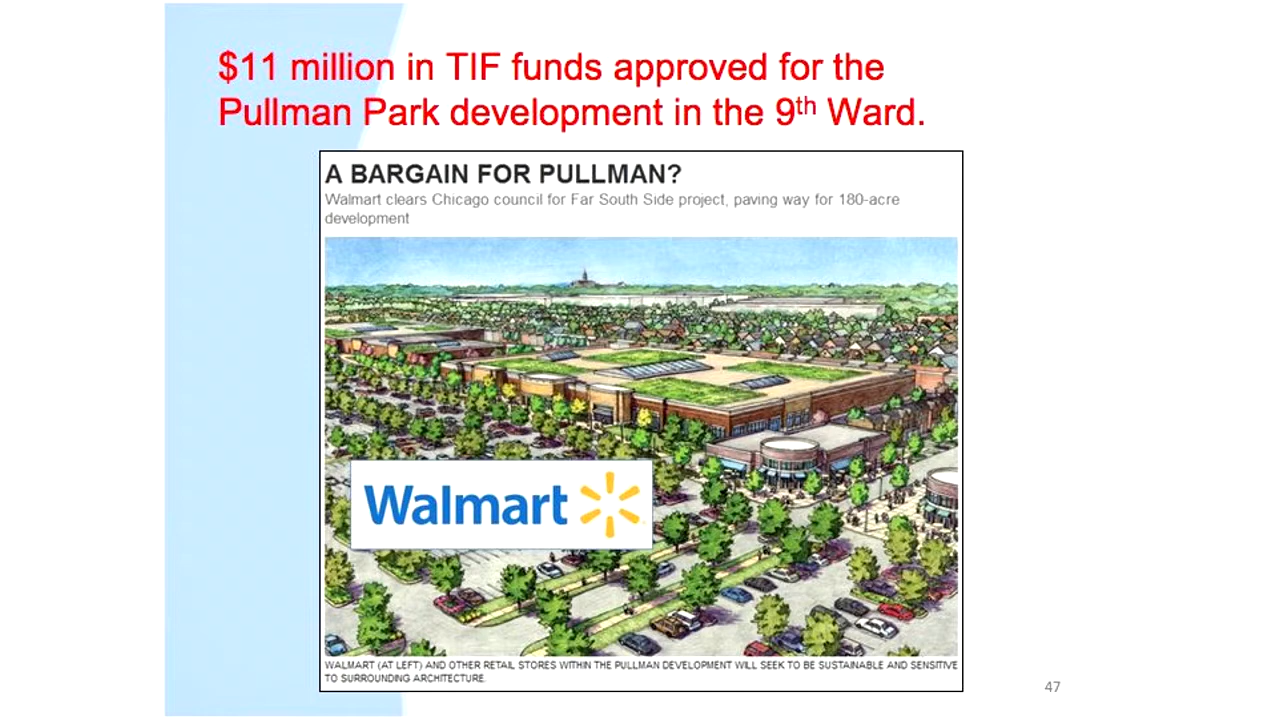 $11 million in TIF funds approved for the
Pullman Park development in the 9th Ward.
A BARGAIN FOR PULLMAN?
Walmart clears Chicago council for Far South Side project, paving way for 180-acre
development
Walmart
WALMART (AT LEFT) AND OTHER RETAIL STORES WITHIN THE PULLMAN DEVELOPMENT WILL SEEK TO BE SUSTAINABLE AND SENSITIVE
TO SURROUNDING ARCHITECTURE.
47